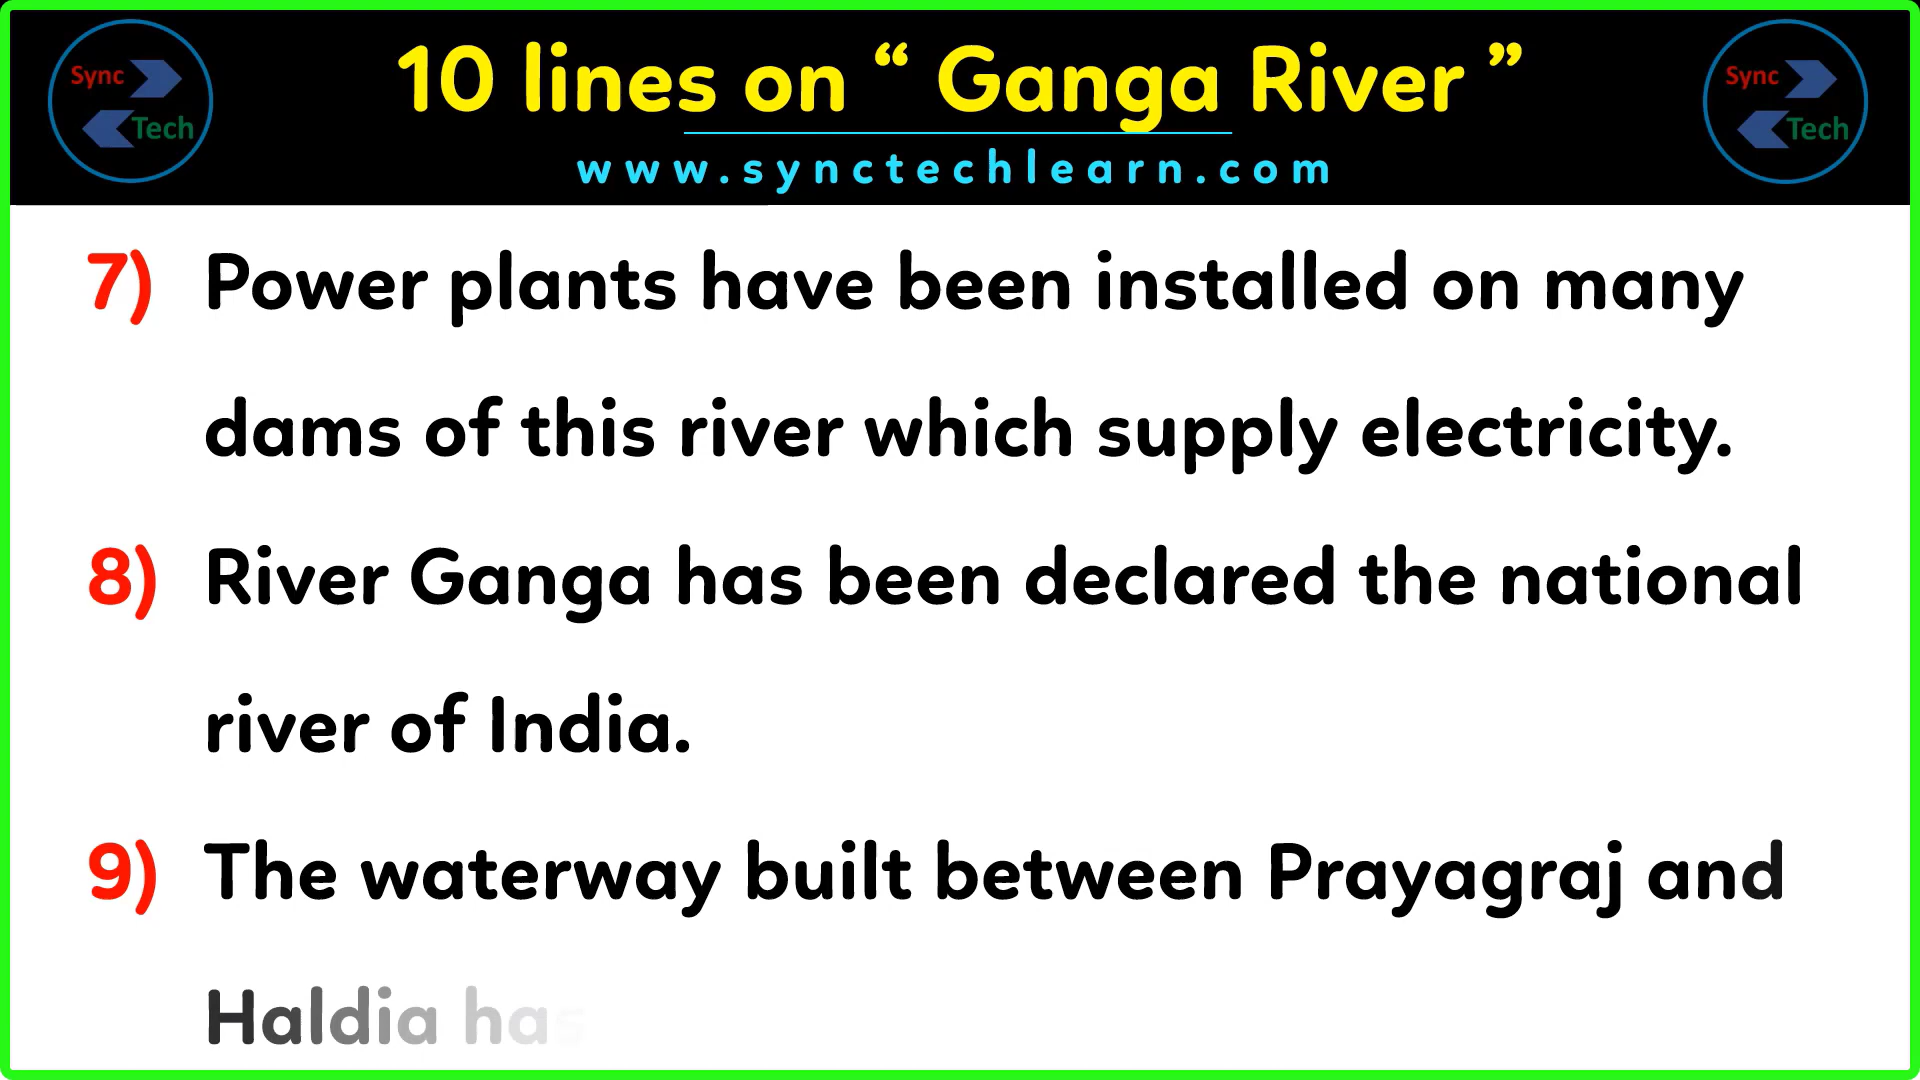 Sync
Tech
10 lines on “ Ganga River ”
www.synctechlearn.com
Sync
Tech
7) Power plants have been installed on many
dams of this river which supply electricity.
8) River Ganga has been declared the national
river of India.
9) The waterway built between Prayagraj and
Haldia has